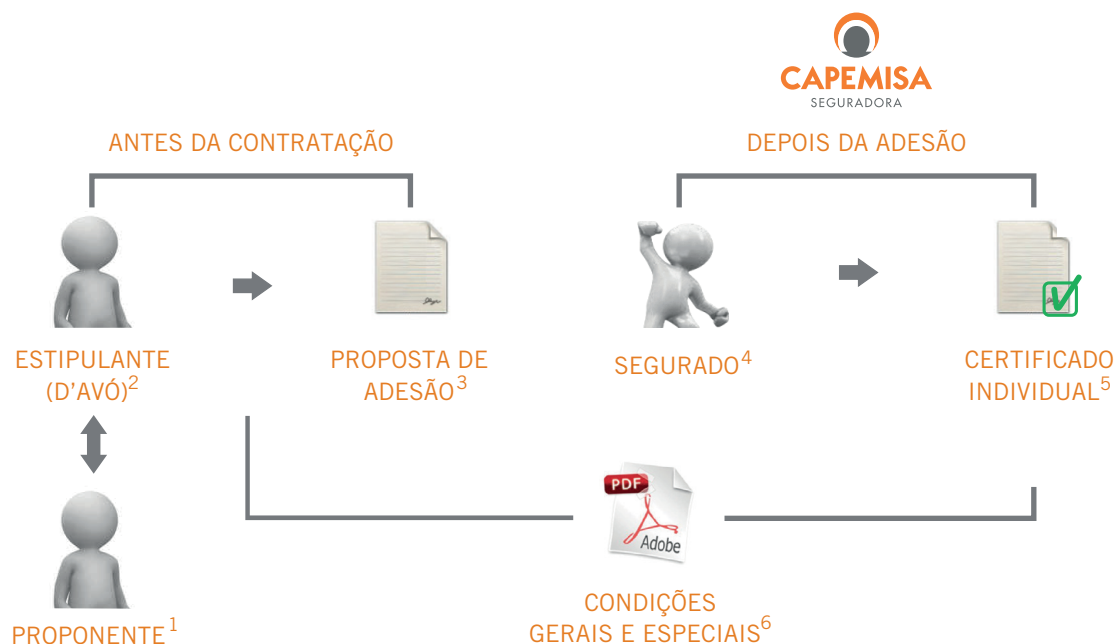 CAPEMISA
SEGURADORA
ANTES DA CONTRATAÇÃO
DEPOIS DA ADESÃO
ESTIPULANTE
(D'AVÓ)2
PROPOSTA DE
ADESÃO3
SEGURADO4
CERTIFICADO
INDIVIDUAL5
PDF
Adobe
PROPONENTE1
CONDIÇÕES
GERAIS E ESPECIAIS6